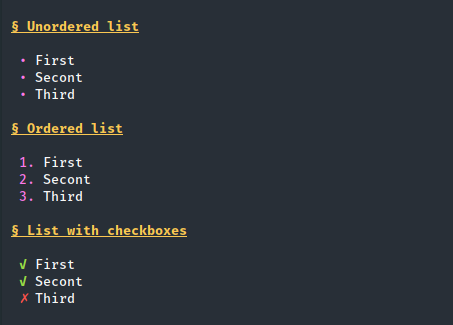 § Unordered list
• First
• Secont
• Third
§ Ordered list
1. First
2. Secont
3. Third
§ List with checkboxes
√ First
√ Secont
✗ Third